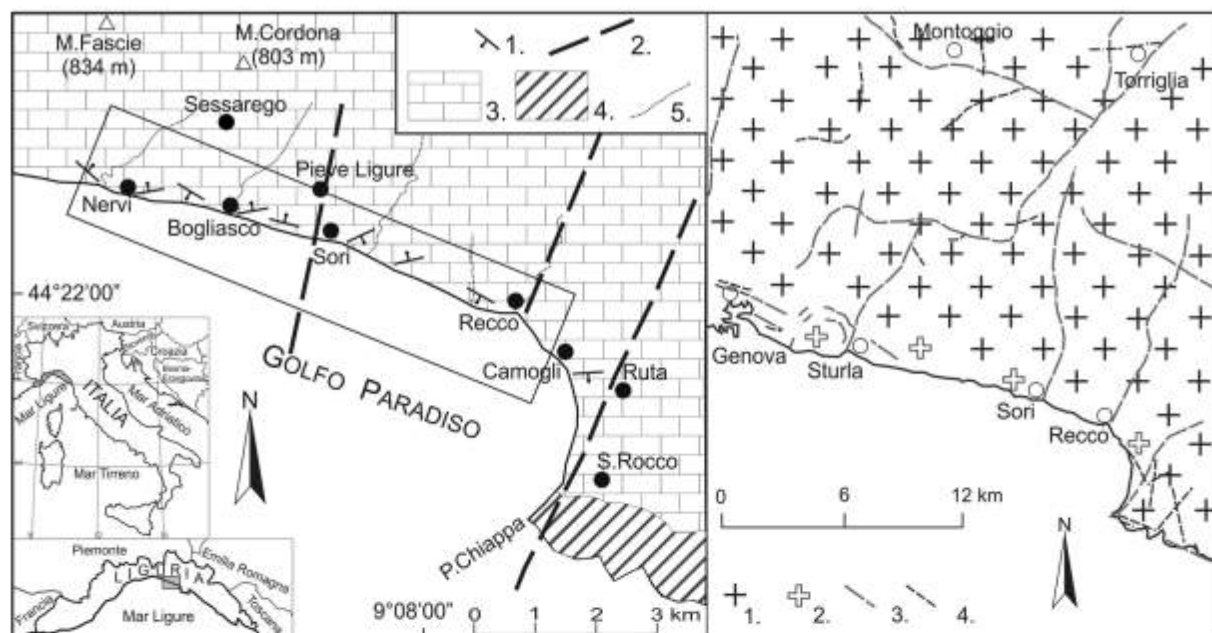 M.Fascie
(834 m)
M.Cordona
(803 m)
1.
2.
3.
4.
5.
Sessarego
Pieve Ligure
Nervi
Bogliasco
Sori
44°22'00"
Recco
Camogli
Ruta
GOLFO PARADISO
N
S.Rocco
P.Chiappa
9°08'00"
0 1 2 3 km
Svizzera
Austria
Croazia
Mar Ligure
ITALIA
Mar Adriatico
Mar Tirreno
Piemonte
Emilia Romagna
LIGURIA
Francia
Toscana
Mar Ligure
Montoggio
Torriglia
Genova
Sturla
Sori
Recco
0 6 12 km
N
1.
2.
3.
4.